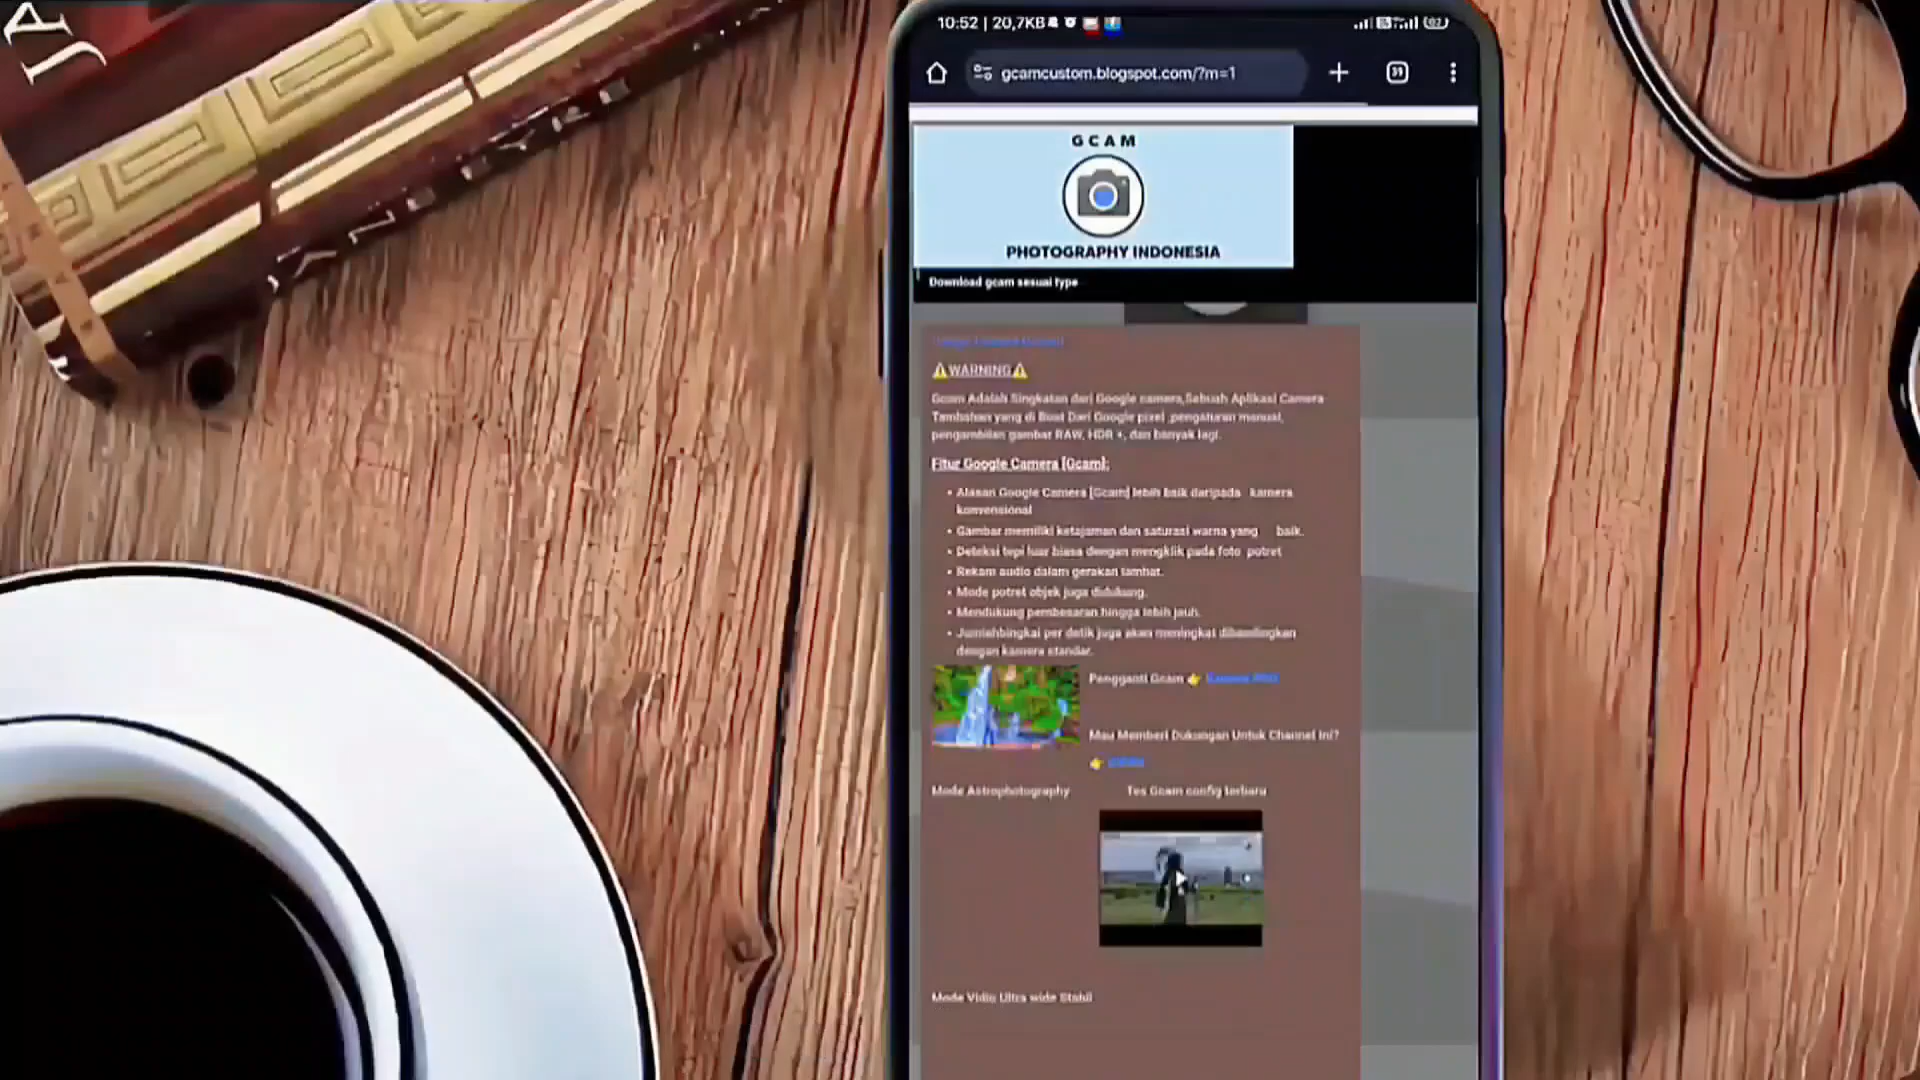 JA
10:52 | 20,7KB
gcamcustom.blogspot.com/?m=1
39
GCAM
PHOTOGRAPHY INDONESIA
Download gcam sesuai type
⚠WARNING⚠
Gcam Adalah Singkatan dari Google camera,Sebuah Aplikasi Camera
Tambahan yang di Buat Dari Google pixel ,pengaturan manual,
pengambilan gambar RAW, HDR +, dan banyak lagi.
Fitur Google Camera [Gcam]:
• Alasan Google Camera [Gcam] lebih baik daripada kamera
konvensional
• Gambar memiliki ketajaman dan saturasi warna yang baik.
• Deteksi tepi luar biasa dengan mengklik pada foto potret
• Rekam audio dalam gerakan lambat.
• Mode potret objek juga didukung.
• Mendukung pembesaran hingga lebih jauh.
• Jumlahbingkai per detik juga akan meningkat dibandingkan
dengan kamera standar.
Pengganti Gcam 👉
Mau Memberi Dukungan Untuk Channel Ini?
👉
Mode Astrophotography Tes Gcam config terbaru
Mode Vidio Ultra wide Stabil